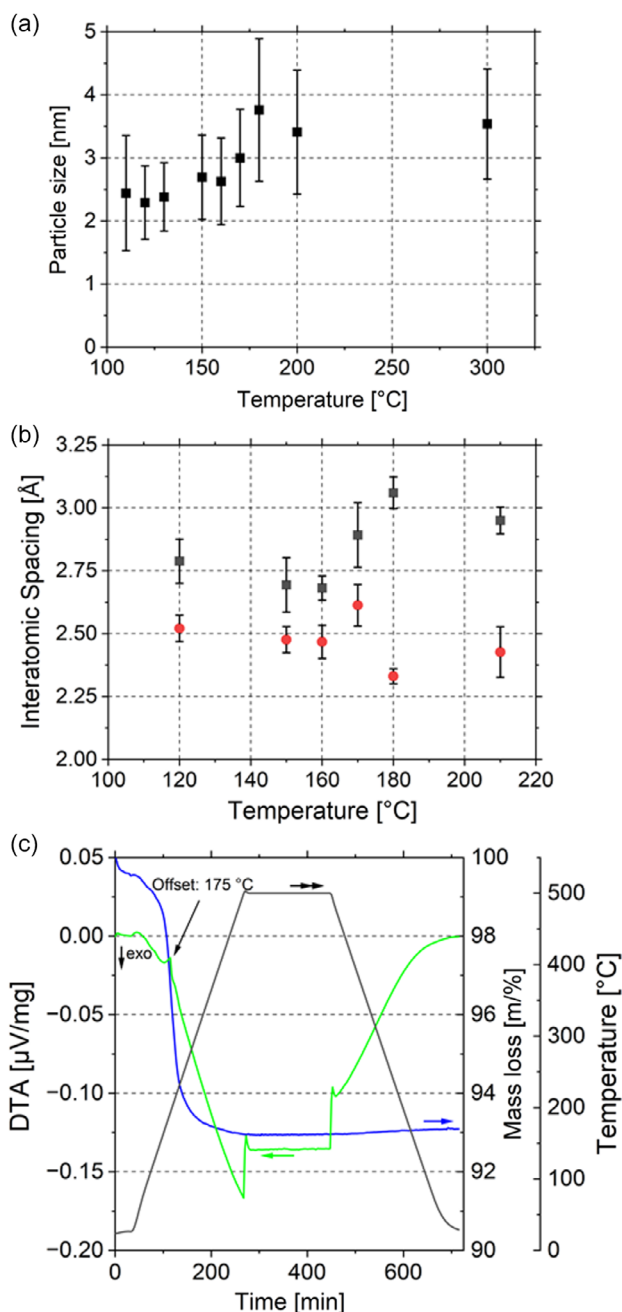 (a)
5
4
3
2
1
0
Particle size [nm]
100 150 200 250 300
Temperature [°C]
(b)
3.25
3.00
2.75
2.50
2.25
2.00
Interatomic Spacing [Å]
100 120 140 160 180 200 220
Temperature [°C]
(c)
0.05
0.00
−0.05
−0.10
−0.15
−0.20
DTA [µV/mg]
Offset: 175 °C
exo
100
98
96
94
92
90
Mass loss [m/%]
500
400
300
200
100
0
Temperature [°C]
0 200 400 600
Time [min]